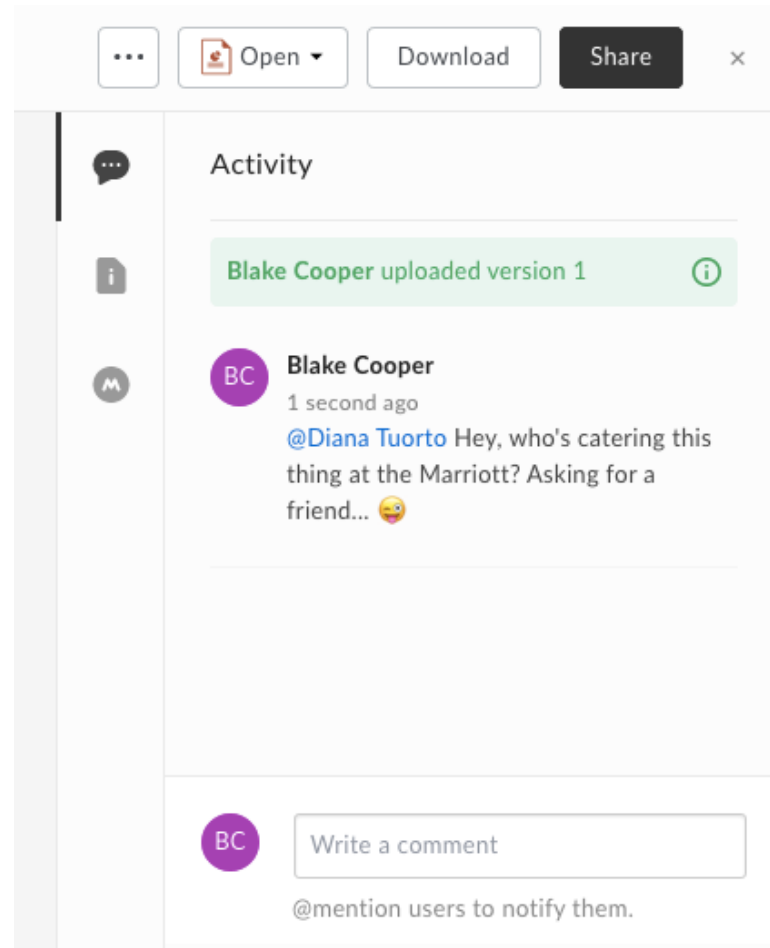 Open
Download
Share
Activity
Blake Cooper uploaded version 1
BC
Blake Cooper
1 second ago
@Diana Tuorto Hey, who's catering this
thing at the Marriott? Asking for a
friend... 😜
BC
Write a comment
@mention users to notify them.